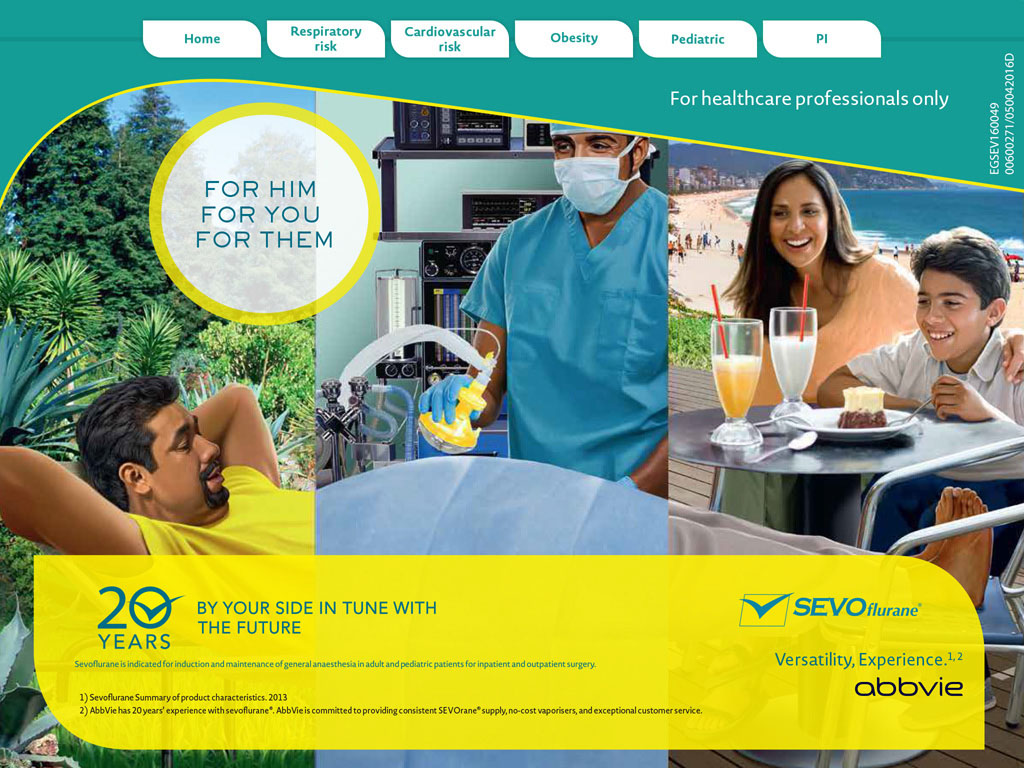 Home
Respiratory
risk
Cardiovascular
risk
Obesity
Pediatric
PI
For healthcare professionals only
EGSEV160049
00600271/050042016D
FOR HIM
FOR YOU
FOR THEM
20
YEARS
BY YOUR SIDE IN TUNE WITH
THE FUTURE
SEVOflurane®
Sevoflurane is indicated for induction and maintenance of general anaesthesia in adult and pediatric patients for inpatient and outpatient surgery.
Versatility, Experience.1, 2
abbvie
1) Sevoflurane Summary of product characteristics. 2013
2) AbbVie has 20 years' experience with sevoflurane®. AbbVie is committed to providing consistent SEVOrane® supply, no-cost vaporisers, and exceptional customer service.